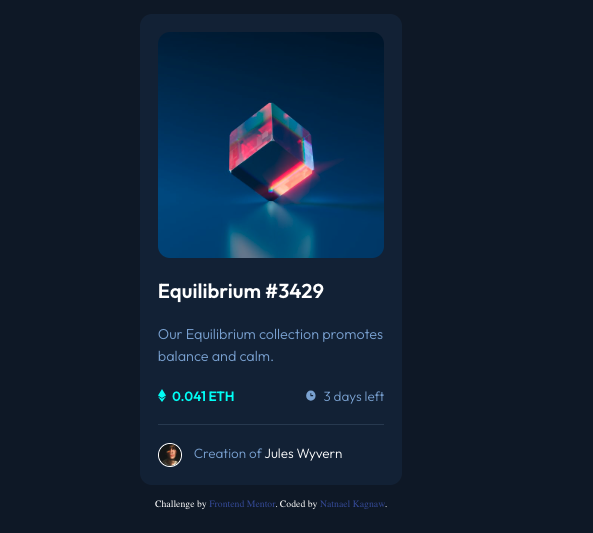 Equilibrium #3429
Our Equilibrium collection promotes
balance and calm.
0.041 ETH
3 days left
Creation of Jules Wyvern
Challenge by Frontend Mentor. Coded by Natnael Kagnaw.